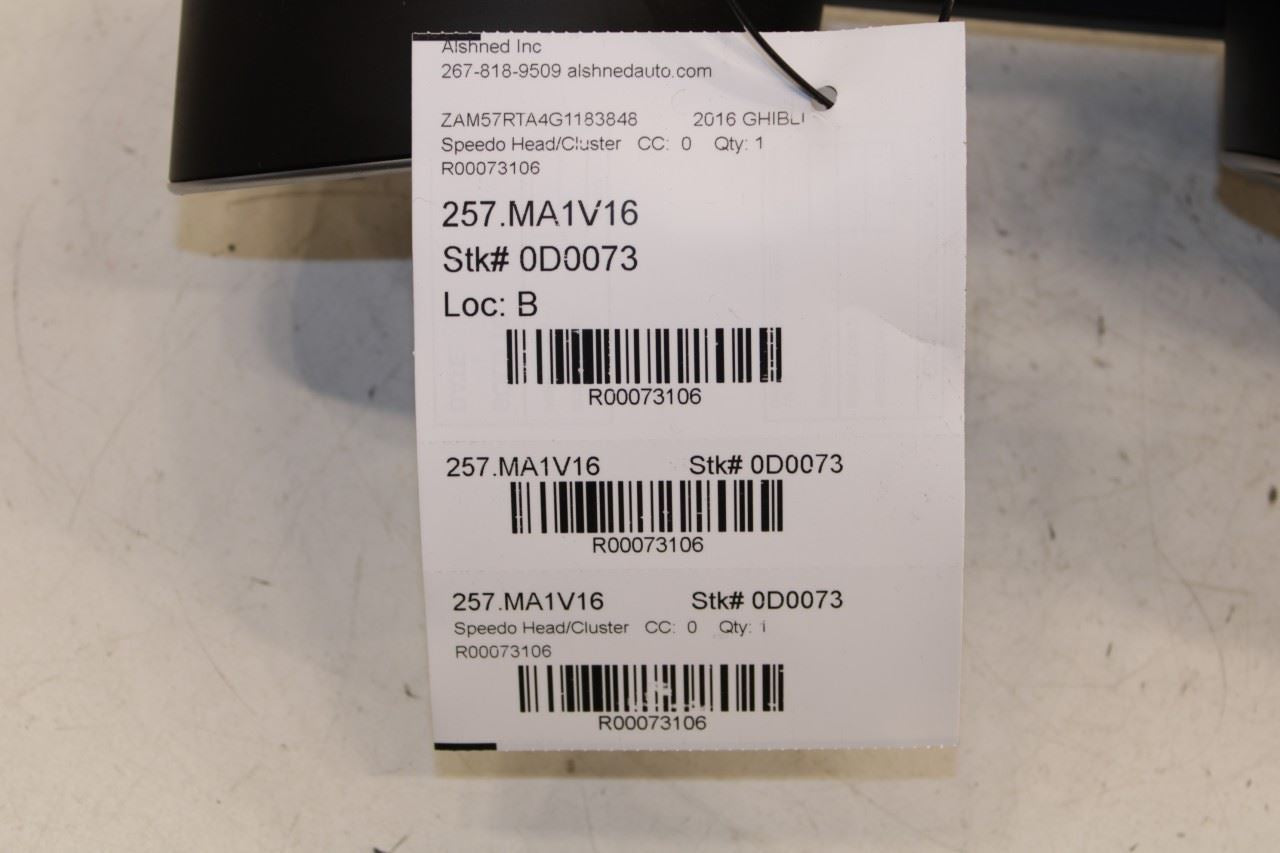 Alshned Inc
267-818-9509 alshnedauto.com
ZAM57RTA4G1183848 2016 GHIBLI
Speedo Head/Cluster CC: 0 Qty: 1
R00073106
257.MA1V16
Stk# 0D0073
Loc: B
R00073106
257.MA1V16 Stk# 0D0073
R00073106
257.MA1V16 Stk# 0D0073
Speedo Head/Cluster CC: 0 Qty: 1
R00073106
R00073106